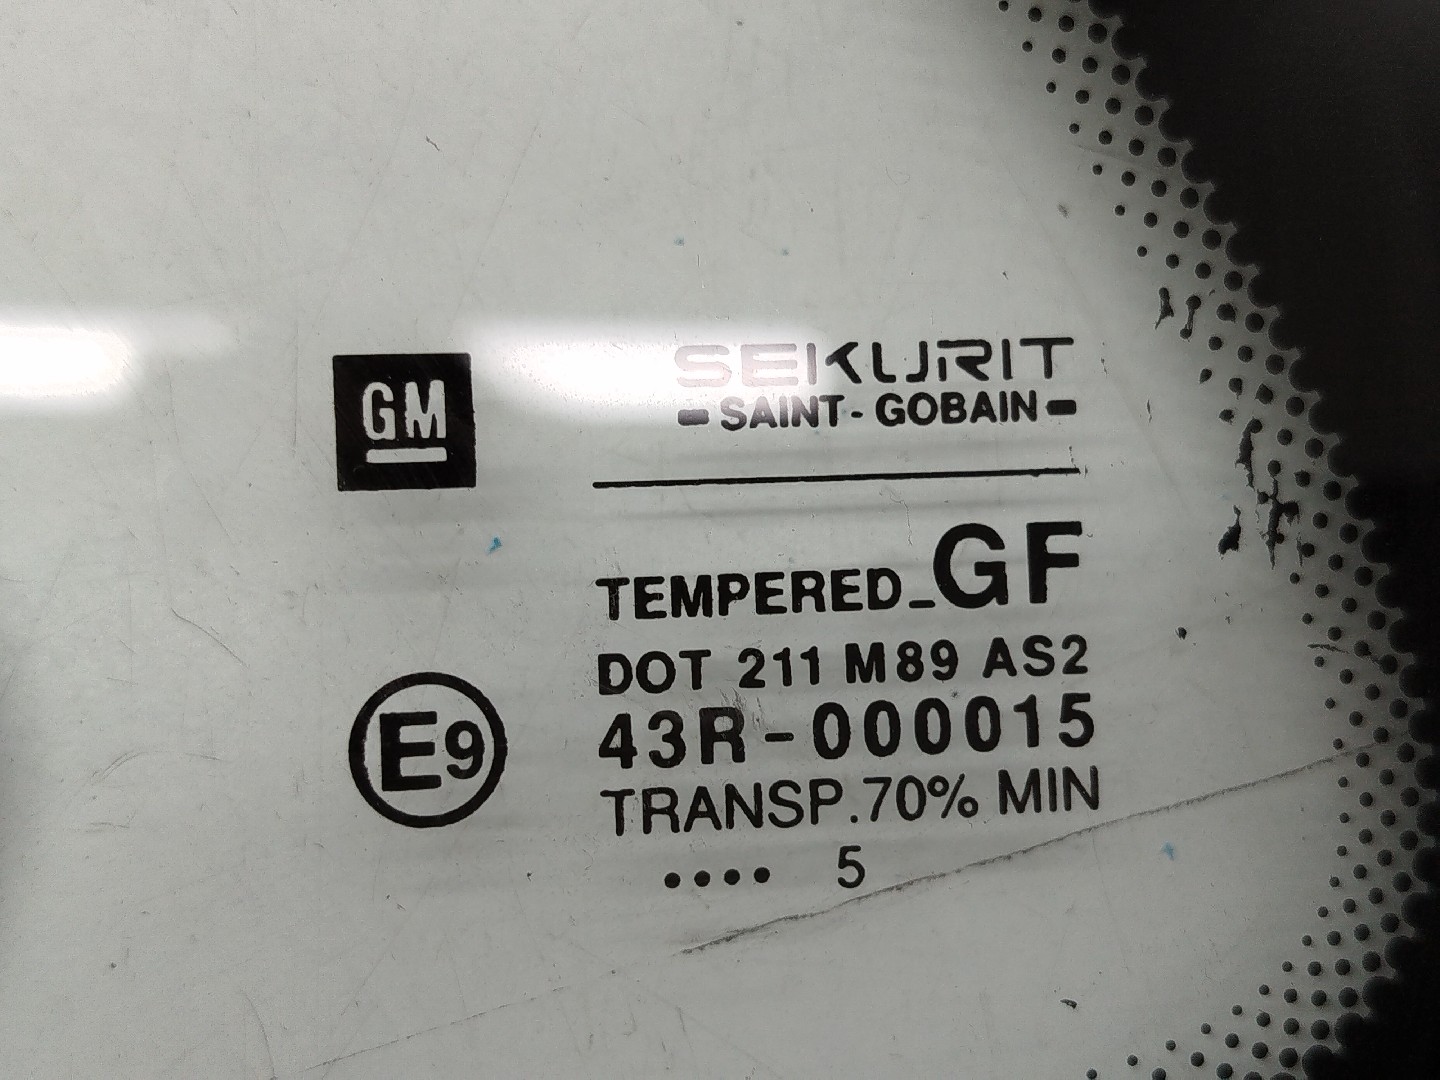 GM
SEKURIT
SAINT-GOBAIN
TEMPERED_GF
DOT 211 M89 AS2
E9
43R-000015
TRANSP.70% MIN
•••• 5